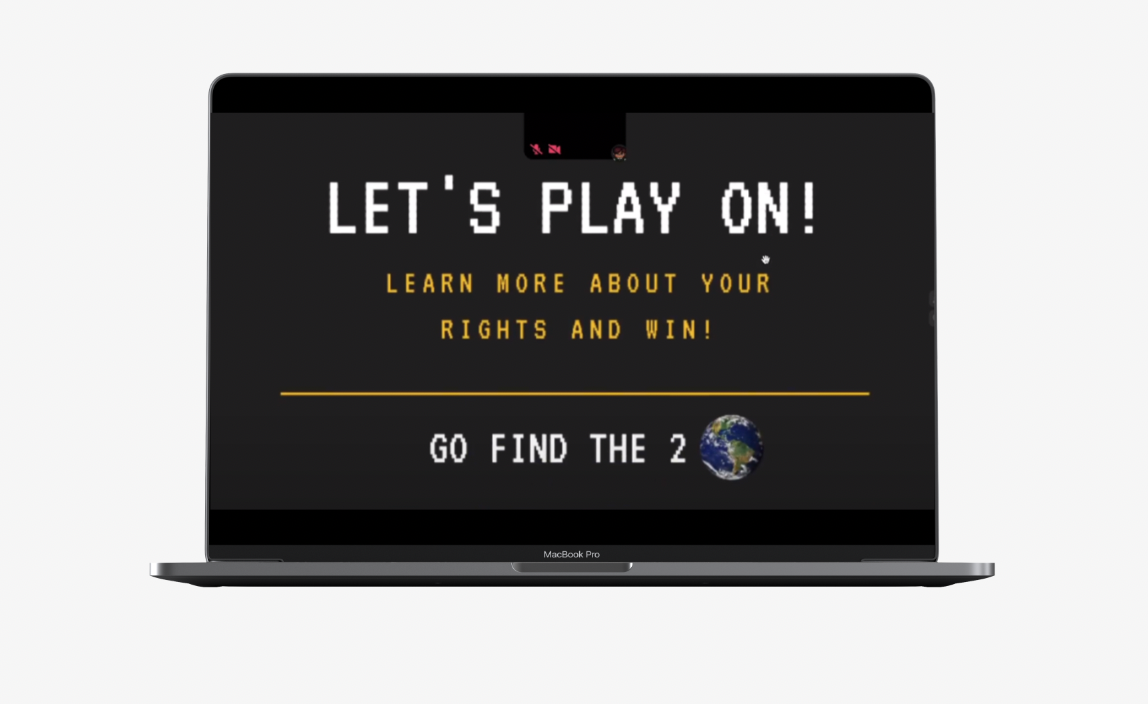 LET'S PLAY ON!
LEARN MORE ABOUT YOUR
RIGHTS AND WIN!
GO FIND THE 2
MacBook Pro